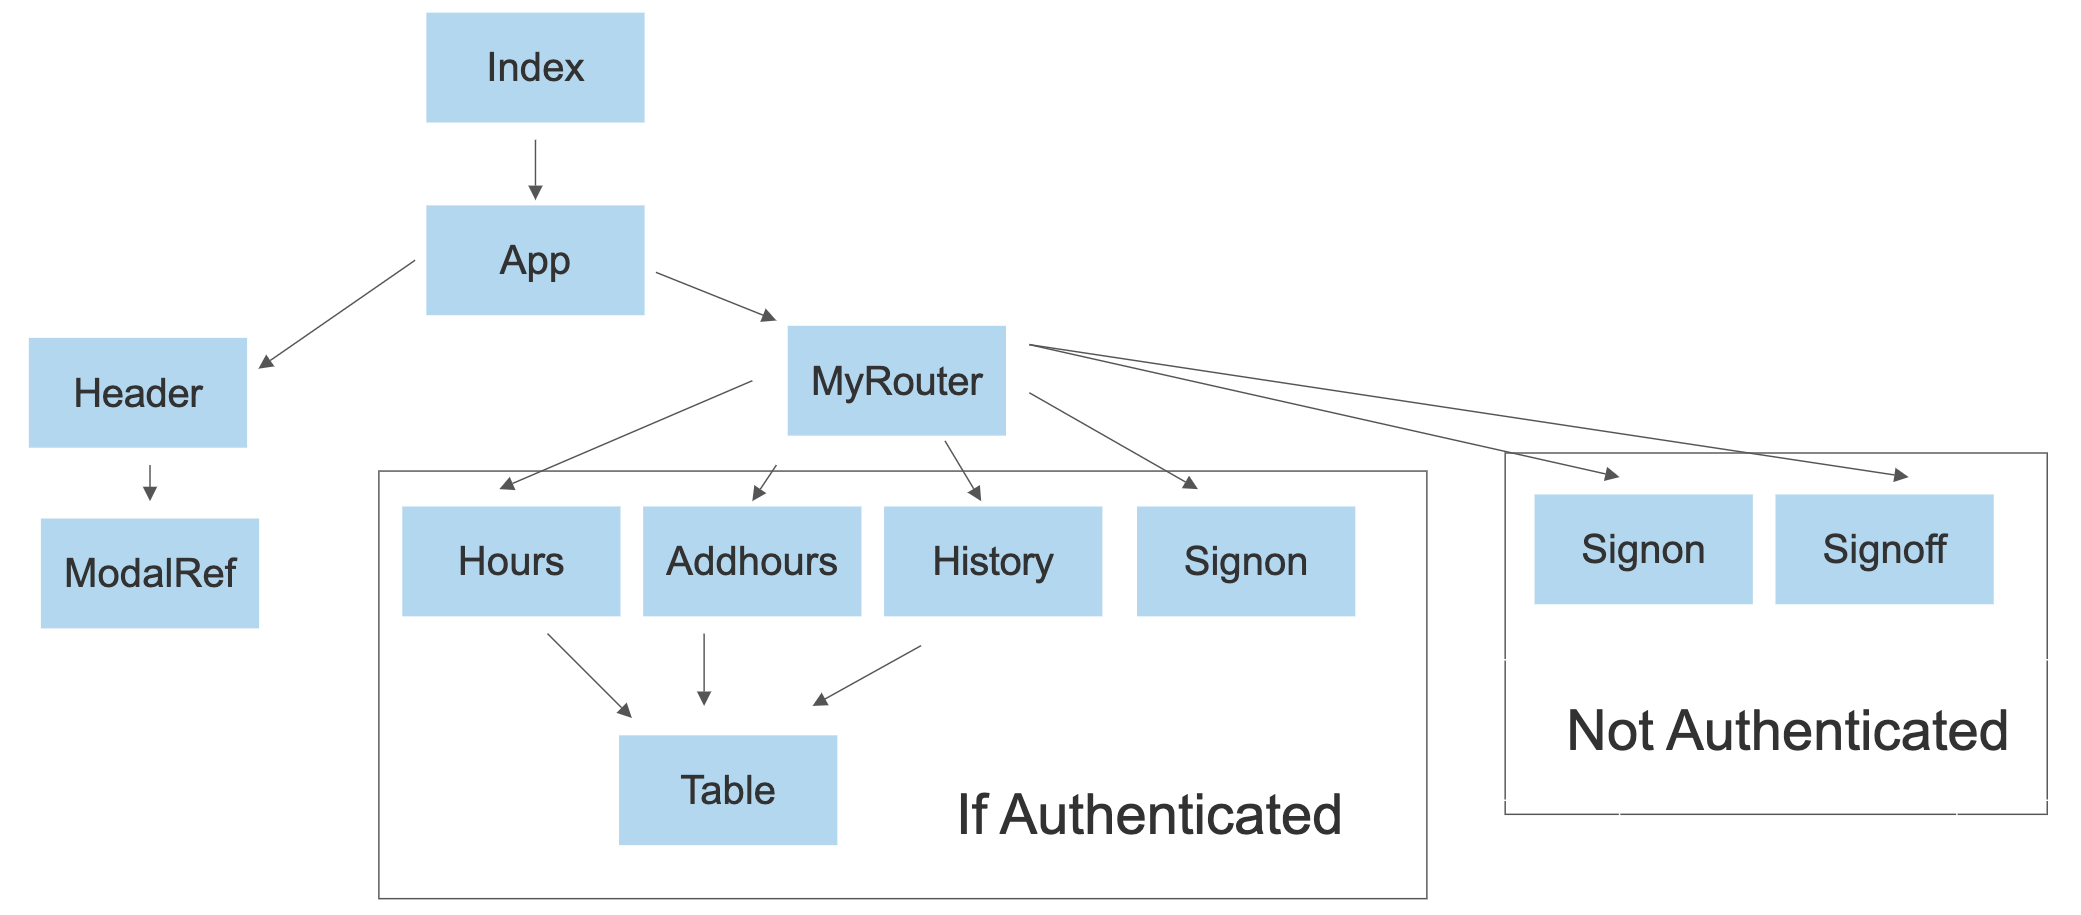 Index
App
Header
MyRouter
ModalRef
Hours
Addhours
History
Signon
Signon
Signoff
Table
If Authenticated
Not Authenticated